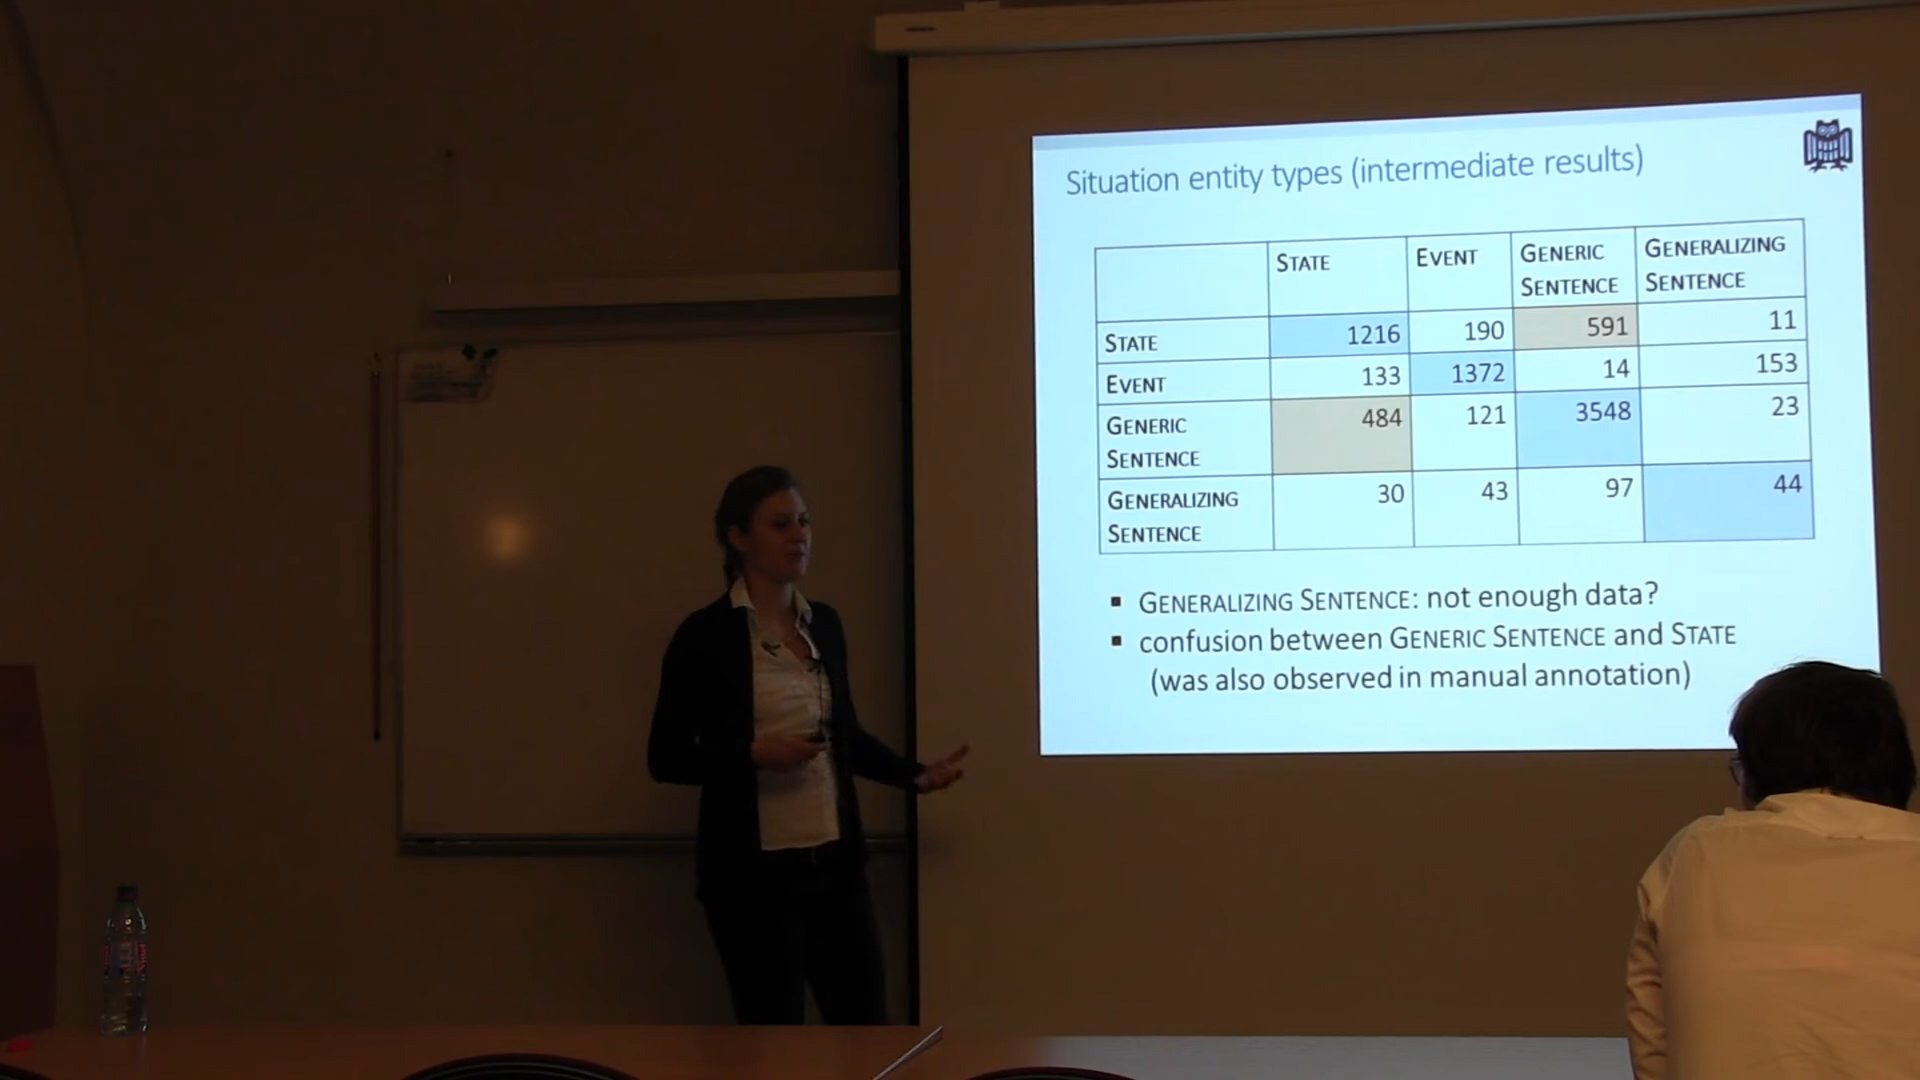 Situation entity types (intermediate results)
STATE EVENT GENERIC SENTENCE GENERALIZING SENTENCE
STATE 1216 190 591 11
EVENT 133 1372 14 153
GENERIC SENTENCE 484 121 3548 23
GENERALIZING SENTENCE 30 43 97 44
▪ GENERALIZING SENTENCE: not enough data?
▪ confusion between GENERIC SENTENCE and STATE
(was also observed in manual annotation)